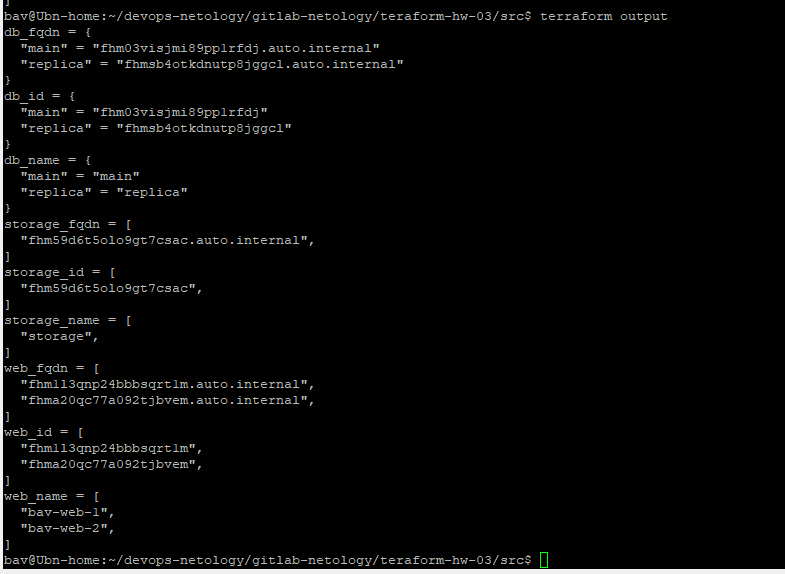 ]
bav@Ubn-home:~/devops-netology/gitlab-netology/teraform-hw-03/src$ terraform output
db_fqdn = {
  "main" = "fhm03visjmi89pp1rfdj.auto.internal"
  "replica" = "fhmsb4otkdnutp8jggcl.auto.internal"
}
db_id = {
  "main" = "fhm03visjmi89pp1rfdj"
  "replica" = "fhmsb4otkdnutp8jggcl"
}
db_name = {
  "main" = "main"
  "replica" = "replica"
}
storage_fqdn = [
  "fhm59d6t5olo9gt7csac.auto.internal",
]
storage_id = [
  "fhm59d6t5olo9gt7csac",
]
storage_name = [
  "storage",
]
web_fqdn = [
  "fhm1l3qnp24bbbsqrt1m.auto.internal",
  "fhma20qc77a092tjbvem.auto.internal",
]
web_id = [
  "fhm1l3qnp24bbbsqrt1m",
  "fhma20qc77a092tjbvem",
]
web_name = [
  "bav-web-1",
  "bav-web-2",
]
bav@Ubn-home:~/devops-netology/gitlab-netology/teraform-hw-03/src$